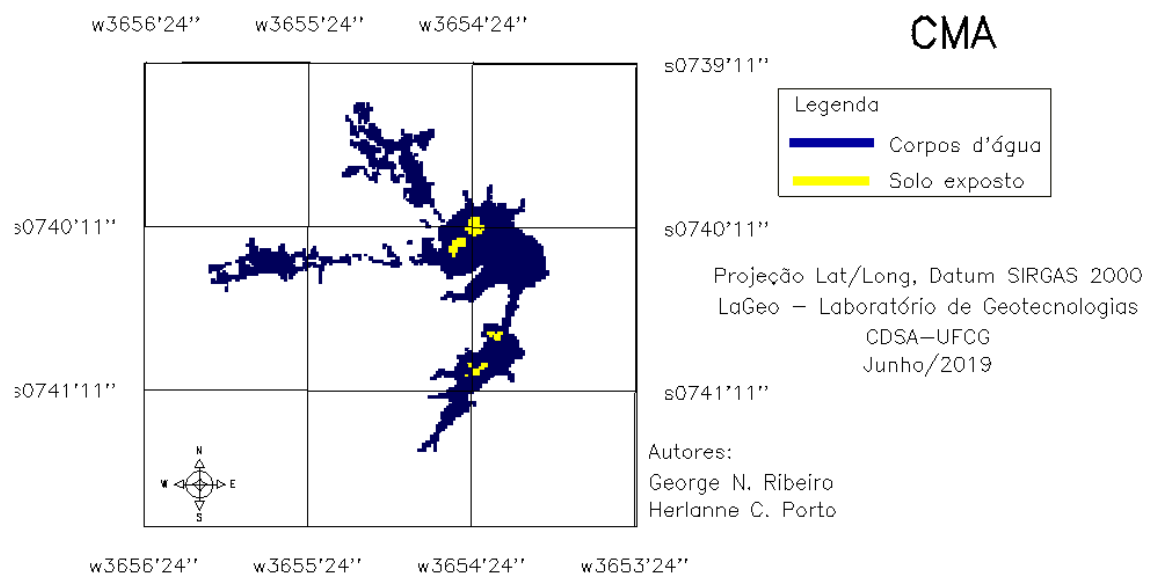 w3656'24'' w3655'24'' w3654'24''
CMA
s0739'11''
Legenda
Corpos d'água
Solo exposto
s0740'11'' s0740'11''
Projeção Lat/Long, Datum SIRGAS 2000
LaGeo – Laboratório de Geotecnologias
CDSA–UFCG
Junho/2019
s0741'11'' s0741'11''
Autores:
George N. Ribeiro
Herlanne C. Porto
N
W E
S
w3656'24'' w3655'24'' w3654'24'' w3653'24''